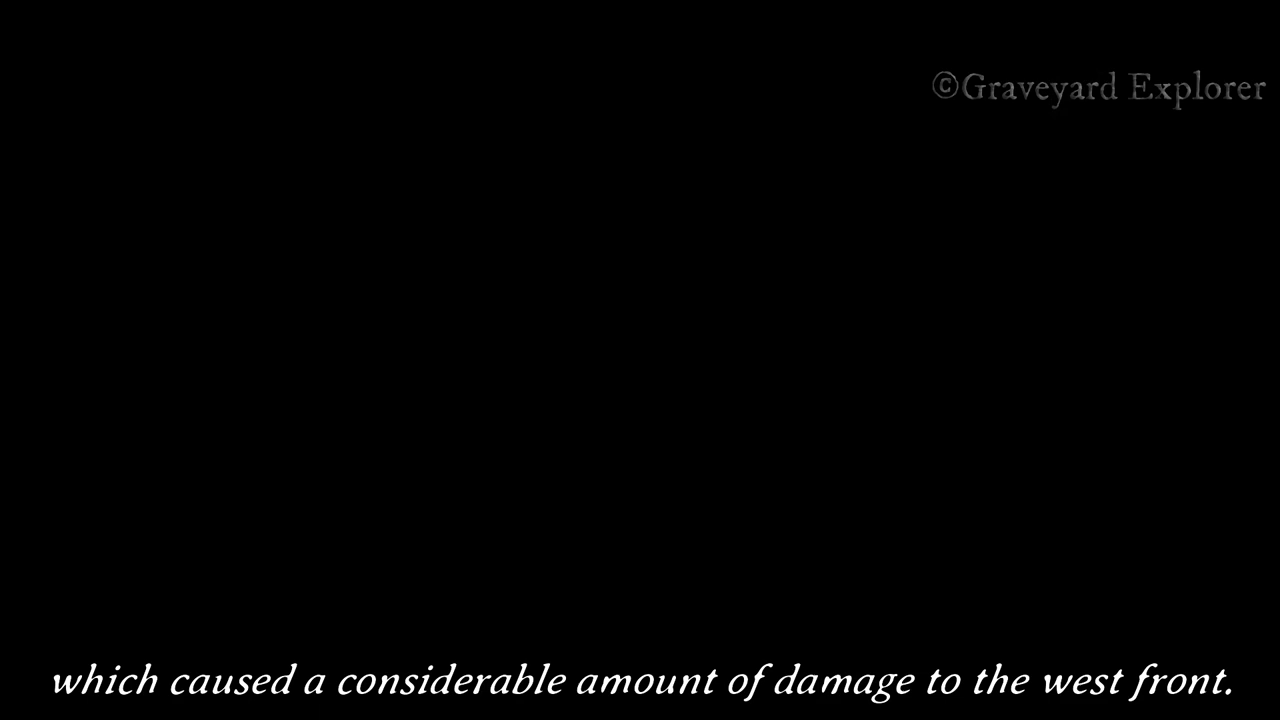 ©Graveyard Explorer
which caused a considerable amount of damage to the west front.